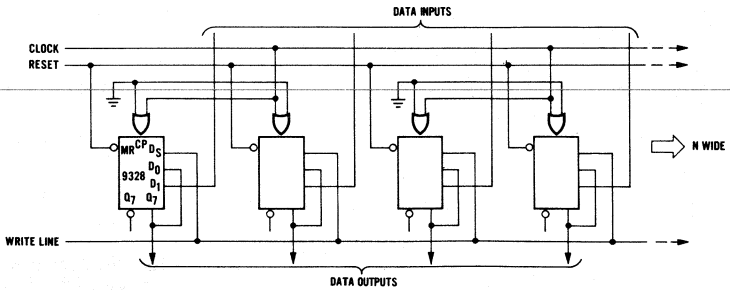 DATA INPUTS
CLOCK
RESET
MR CP DS
D0
9328
D1
Q7 Q7
N WIDE
WRITE LINE
DATA OUTPUTS